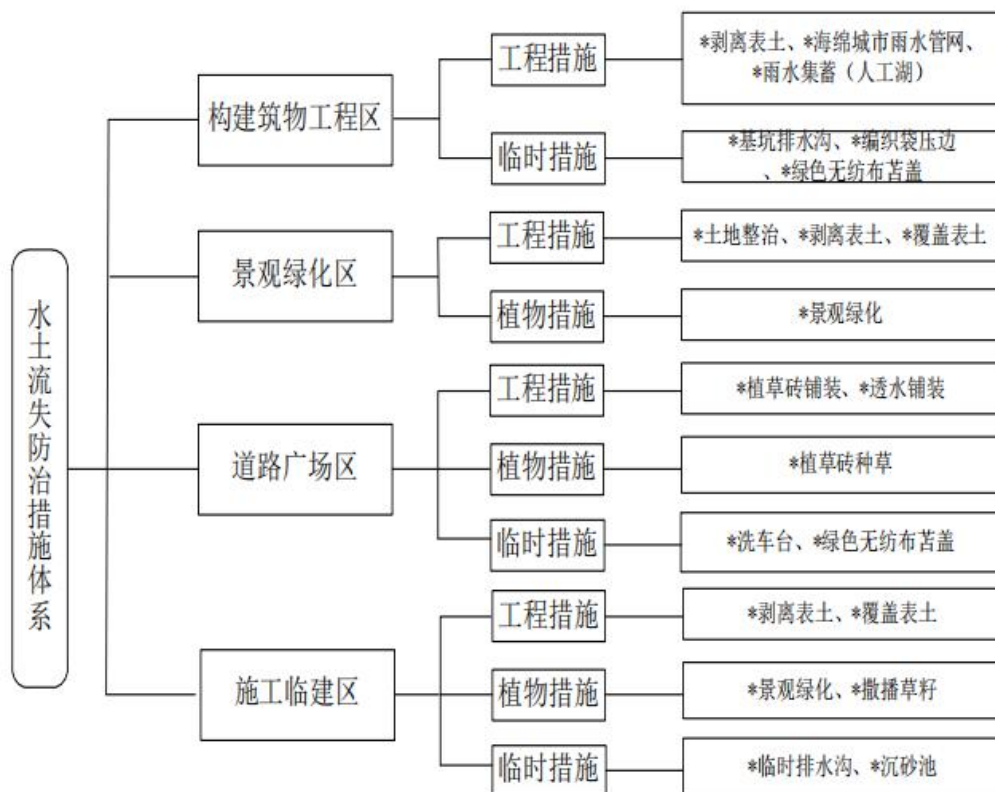 水土流失防治措施体系
构建筑物工程区
工程措施
*剥离表土、*海绵城市雨水管网、
*雨水集蓄（人工湖）
临时措施
*基坑排水沟、*编织袋压边
、*绿色无纺布苫盖
景观绿化区
工程措施
*土地整治、*剥离表土、*覆盖表土
植物措施
*景观绿化
道路广场区
工程措施
*植草砖铺装、*透水铺装
植物措施
*植草砖种草
临时措施
*洗车台、*绿色无纺布苫盖
施工临建区
工程措施
*剥离表土、*覆盖表土
植物措施
*景观绿化、*撒播草籽
临时措施
*临时排水沟、*沉砂池